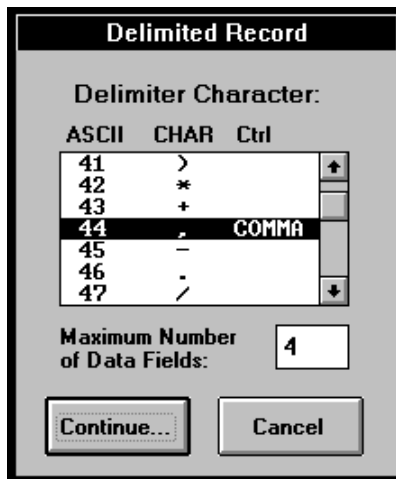 Delimited Record
Delimiter Character:
ASCII CHAR Ctrl
41 )
42 *
43 +
44 , COMMA
45 -
46 .
47 /
Maximum Number
of Data Fields:
4
Continue... Cancel